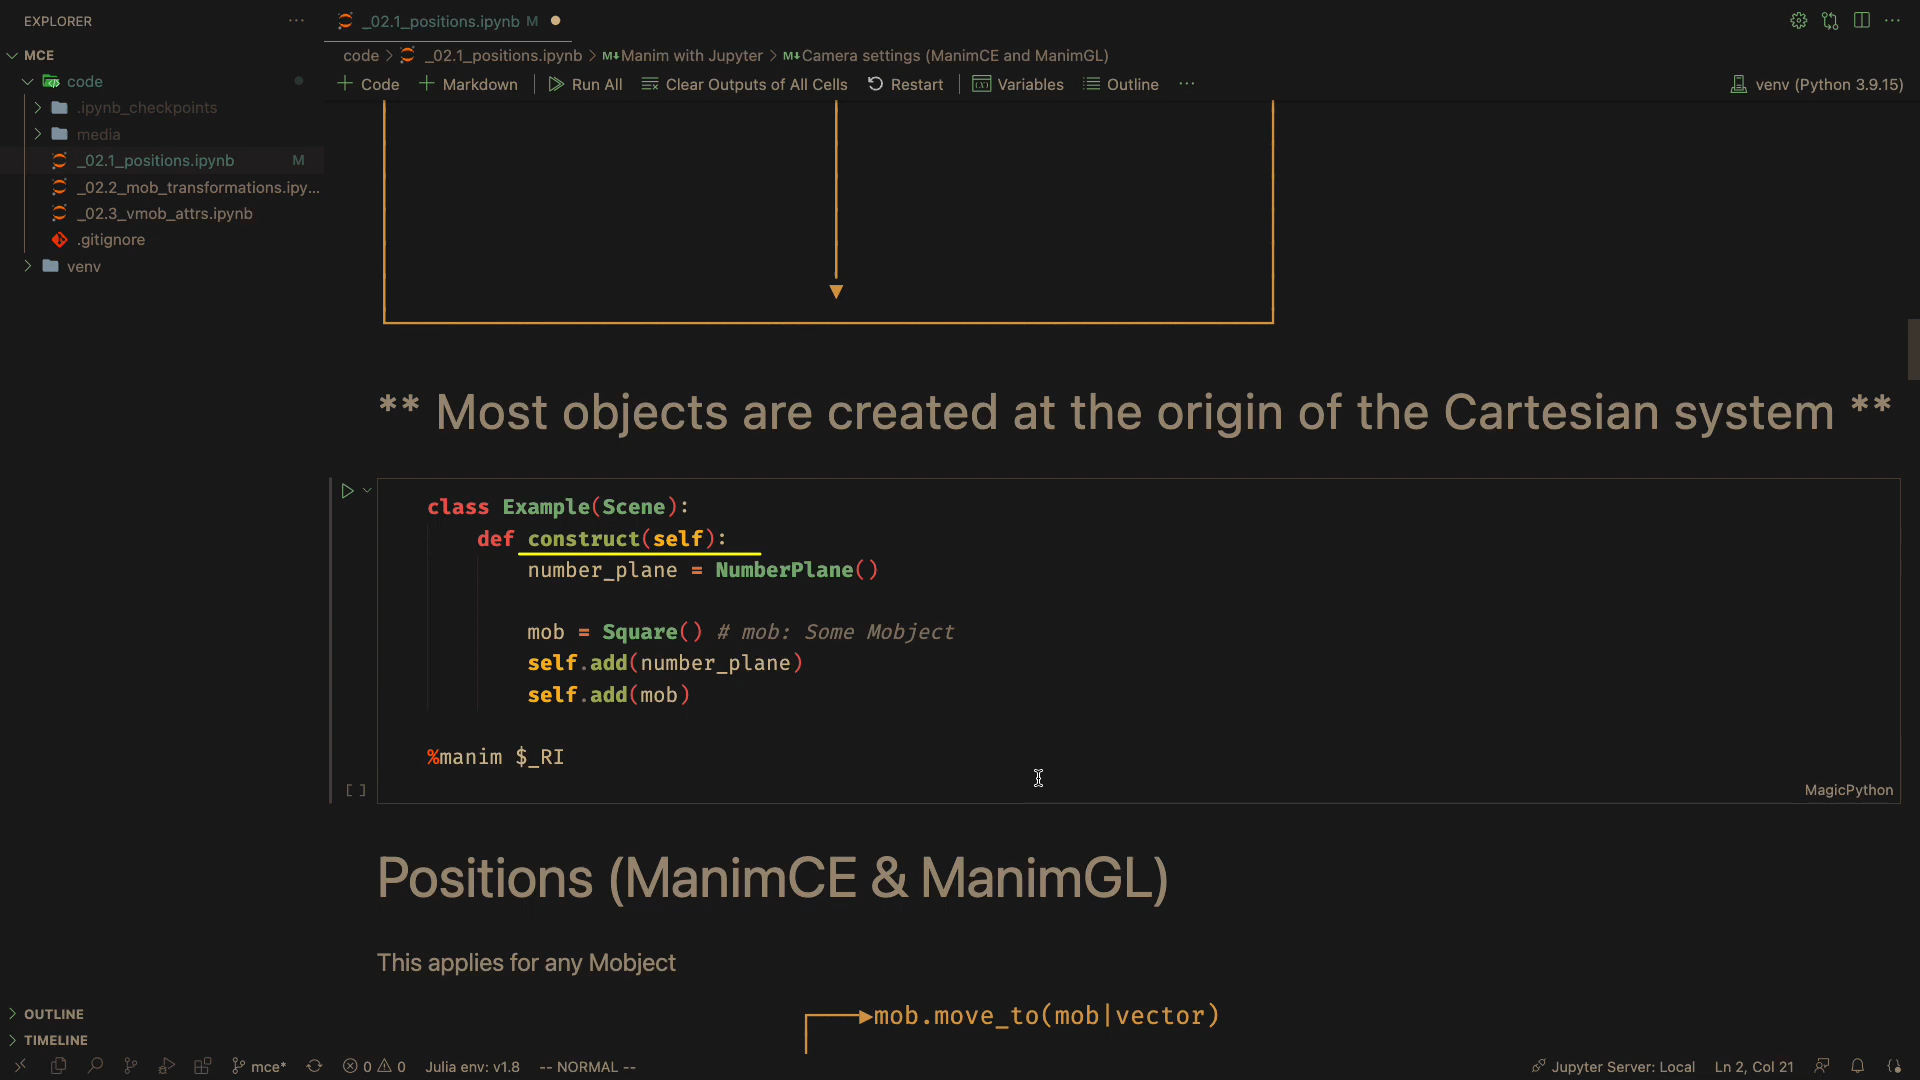 EXPLORER
MCE
code
.ipynb_checkpoints
media
_02.1_positions.ipynb M
_02.2_mob_transformations.ipy...
_02.3_vmob_attrs.ipynb
.gitignore
venv
OUTLINE
TIMELINE
_02.1_positions.ipynb M
code > _02.1_positions.ipynb > M↓Manim with Jupyter > M↓Camera settings (ManimCE and ManimGL)
+ Code + Markdown Run All Clear Outputs of All Cells Restart Variables Outline ... venv (Python 3.9.15)
** Most objects are created at the origin of the Cartesian system **
class Example(Scene):
def construct(self):
number_plane = NumberPlane()
mob = Square() # mob: Some Mobject
self.add(number_plane)
self.add(mob)
%manim $_RI
[ ]
MagicPython
Positions (ManimCE & ManimGL)
This applies for any Mobject
mob.move_to(mob|vector)
mce* 0 0 Julia env: v1.8 -- NORMAL -- Jupyter Server: Local Ln 2, Col 21